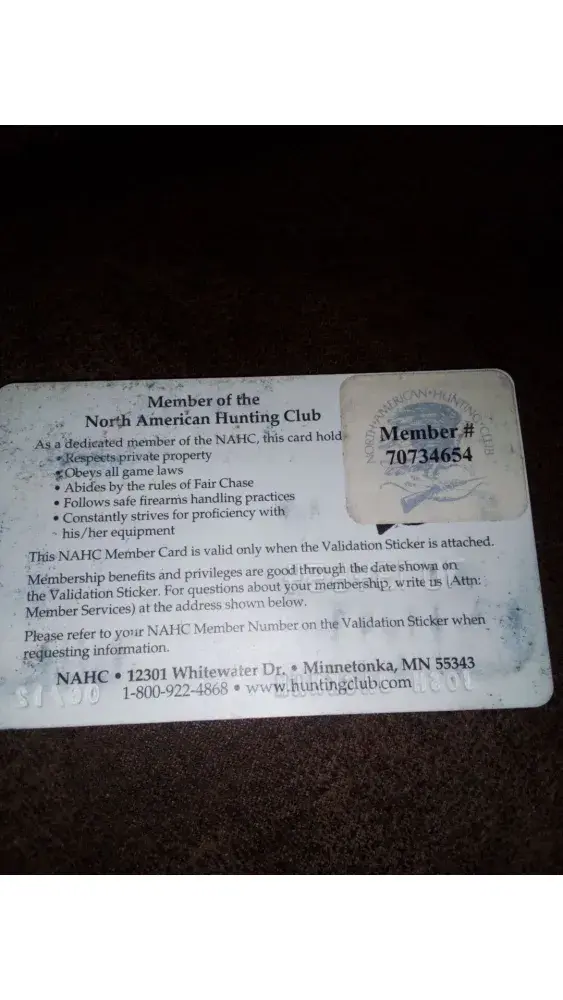 Member of the
North American Hunting Club
As a dedicated member of the NAHC, this card hold
• Respects private property
• Obeys all game laws
• Abides by the rules of Fair Chase
• Follows safe firearms handling practices
• Constantly strives for proficiency with
his/her equipment
NORTH AMERICAN • HUNTING CLUB
Member #
70734654
This NAHC Member Card is valid only when the Validation Sticker is attached.
Membership benefits and privileges are good through the date shown on
the Validation Sticker. For questions about your membership, write us (Attn:
Member Services) at the address shown below.
Please refer to your NAHC Member Number on the Validation Sticker when
requesting information.
NAHC • 12301 Whitewater Dr. • Minnetonka, MN 55343
1-800-922-4868 • www.huntingclub.com